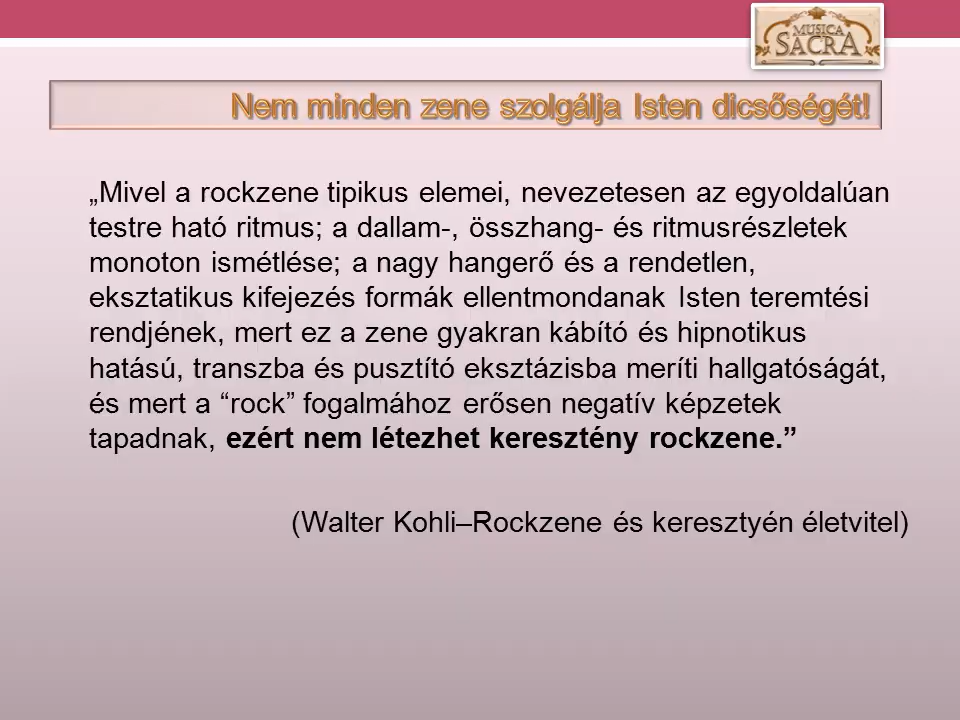 MUSICA
SACRA
Nem minden zene szolgálja Isten dicsőségét!
„Mivel a rockzene tipikus elemei, nevezetesen az egyoldalúan
testre ható ritmus; a dallam-, összhang- és ritmusrészletek
monoton ismétlése; a nagy hangerő és a rendetlen,
eksztatikus kifejezés formák ellentmondanak Isten teremtési
rendjének, mert ez a zene gyakran kábító és hipnotikus
hatású, transzba és pusztító eksztázisba meríti hallgatóságát,
és mert a “rock” fogalmához erősen negatív képzetek
tapadnak, ezért nem létezhet keresztény rockzene.”
(Walter Kohli–Rockzene és keresztyén életvitel)